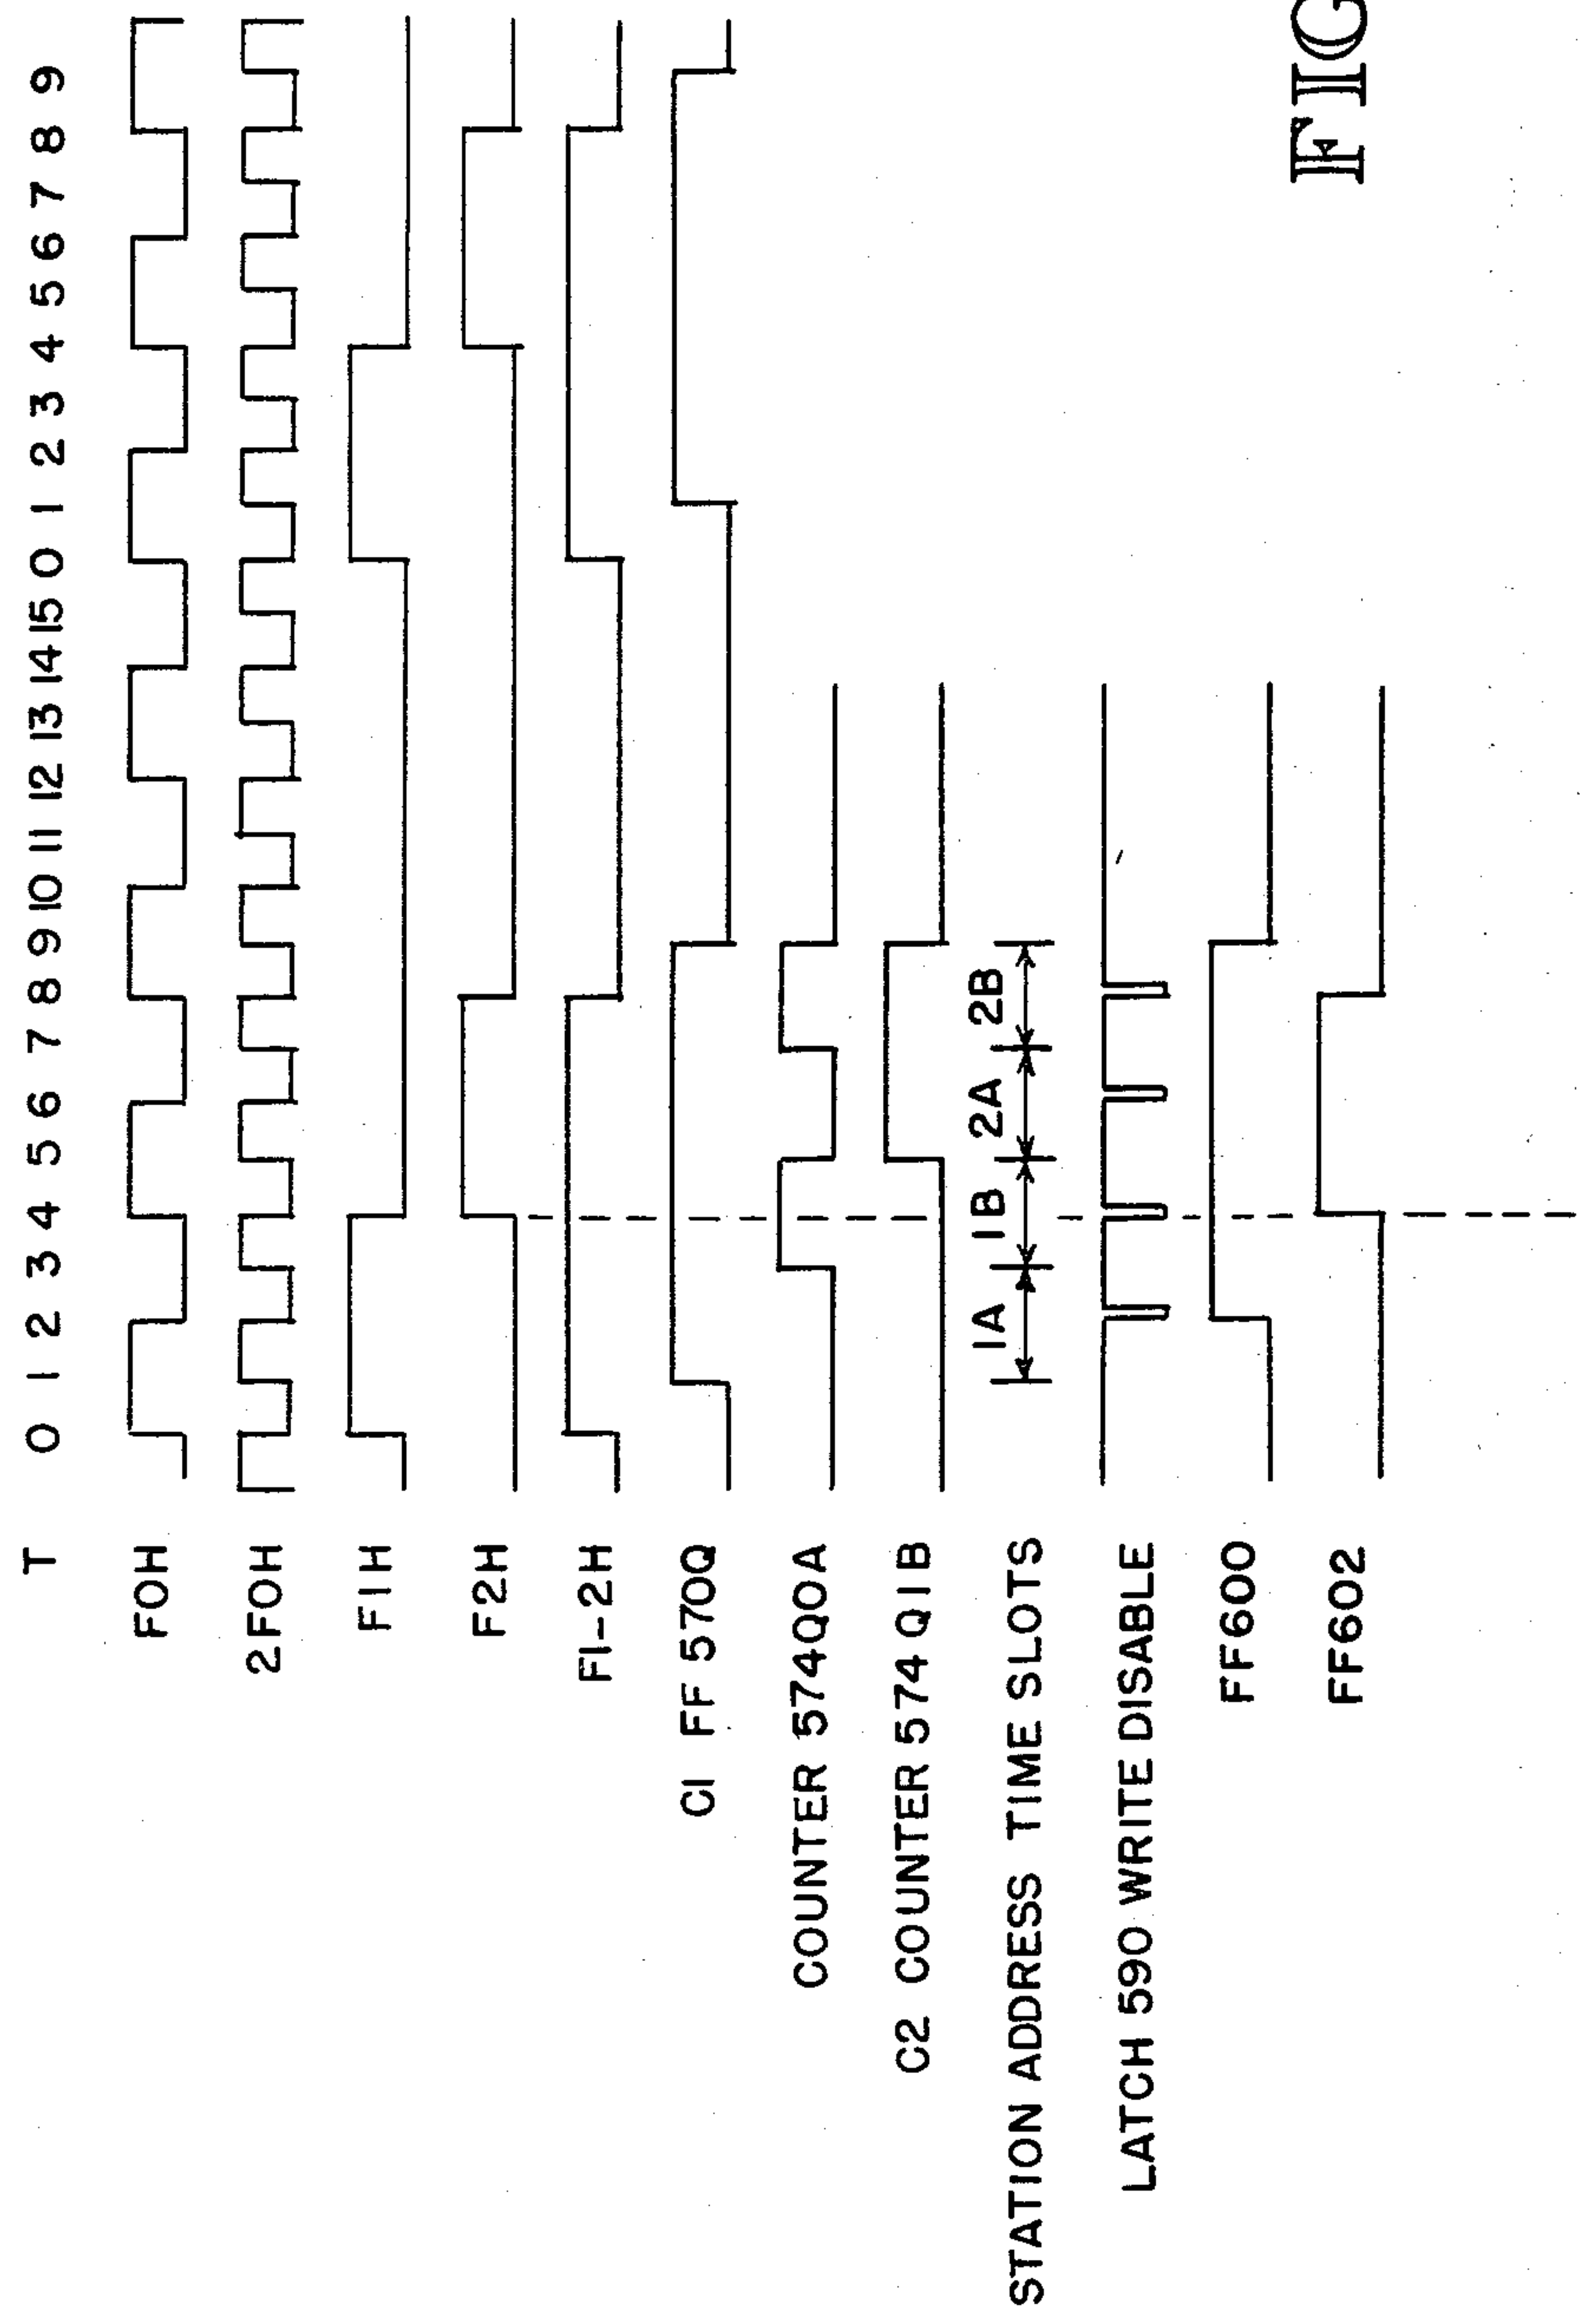 T 0 1 2 3 4 5 6 7 8 9 10 11 12 13 14 15 0 1 2 3 4 5 6 7 8 9
F0H
2F0H
F1H
F2H
F1-2H
C1 FF 570Q
COUNTER 574Q0A
C2 COUNTER 574 Q1B
STATION ADDRESS TIME SLOTS 1A 1B 2A 2B
LATCH 590 WRITE DISABLE
FF600
FF602
FIG